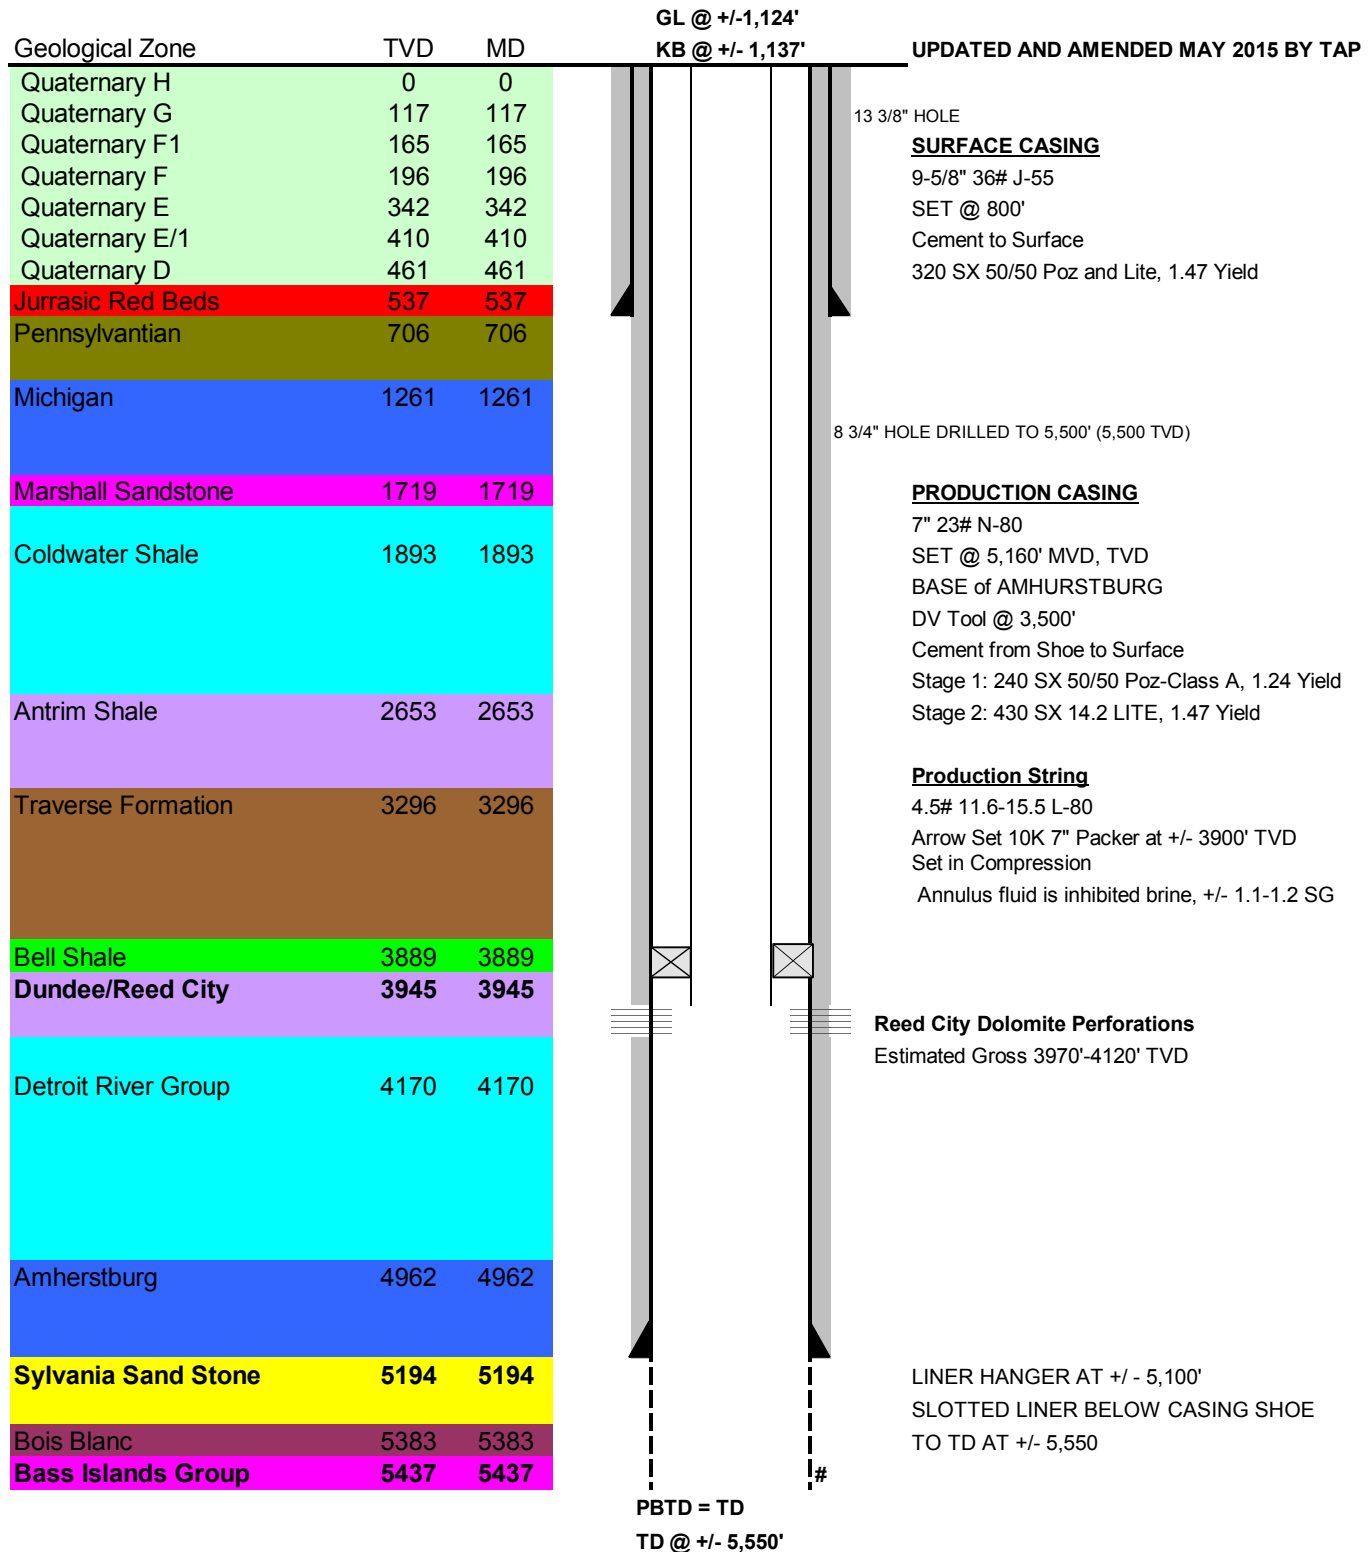 GL @ +/-1,124'
Geological Zone TVD MD KB @ +/- 1,137' UPDATED AND AMENDED MAY 2015 BY TAP
Quaternary H 0 0
Quaternary G 117 117 13 3/8" HOLE
Quaternary F1 165 165 SURFACE CASING
Quaternary F 196 196 9-5/8" 36# J-55
Quaternary E 342 342 SET @ 800'
Quaternary E/1 410 410 Cement to Surface
Quaternary D 461 461 320 SX 50/50 Poz and Lite, 1.47 Yield
Jurrasic Red Beds 537 537
Pennsylvantian 706 706
Michigan 1261 1261
8 3/4" HOLE DRILLED TO 5,500' (5,500 TVD)
Marshall Sandstone 1719 1719 PRODUCTION CASING
7" 23# N-80
Coldwater Shale 1893 1893 SET @ 5,160' MVD, TVD
BASE of AMHURSTBURG
DV Tool @ 3,500'
Cement from Shoe to Surface
Stage 1: 240 SX 50/50 Poz-Class A, 1.24 Yield
Antrim Shale 2653 2653 Stage 2: 430 SX 14.2 LITE, 1.47 Yield
Production String
Traverse Formation 3296 3296 4.5# 11.6-15.5 L-80
Arrow Set 10K 7" Packer at +/- 3900' TVD
Set in Compression
Annulus fluid is inhibited brine, +/- 1.1-1.2 SG
Bell Shale 3889 3889
Dundee/Reed City 3945 3945
Reed City Dolomite Perforations
Estimated Gross 3970'-4120' TVD
Detroit River Group 4170 4170
Amherstburg 4962 4962
Sylvania Sand Stone 5194 5194 LINER HANGER AT +/ - 5,100'
SLOTTED LINER BELOW CASING SHOE
Bois Blanc 5383 5383 TO TD AT +/- 5,550
Bass Islands Group 5437 5437 #
PBTD = TD
TD @ +/- 5,550'